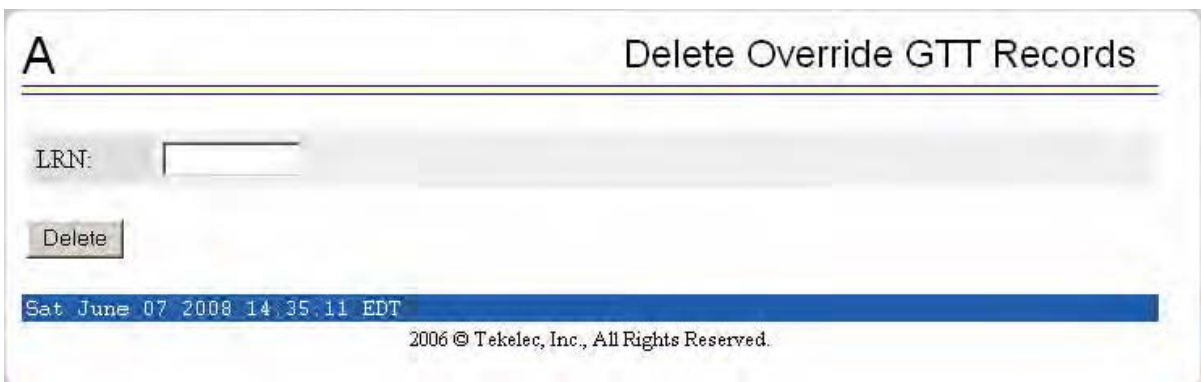 A
Delete Override GTT Records
LRN:
Delete
Sat June 07 2008 14:35:11 EDT
2006 © Tekelec, Inc., All Rights Reserved.